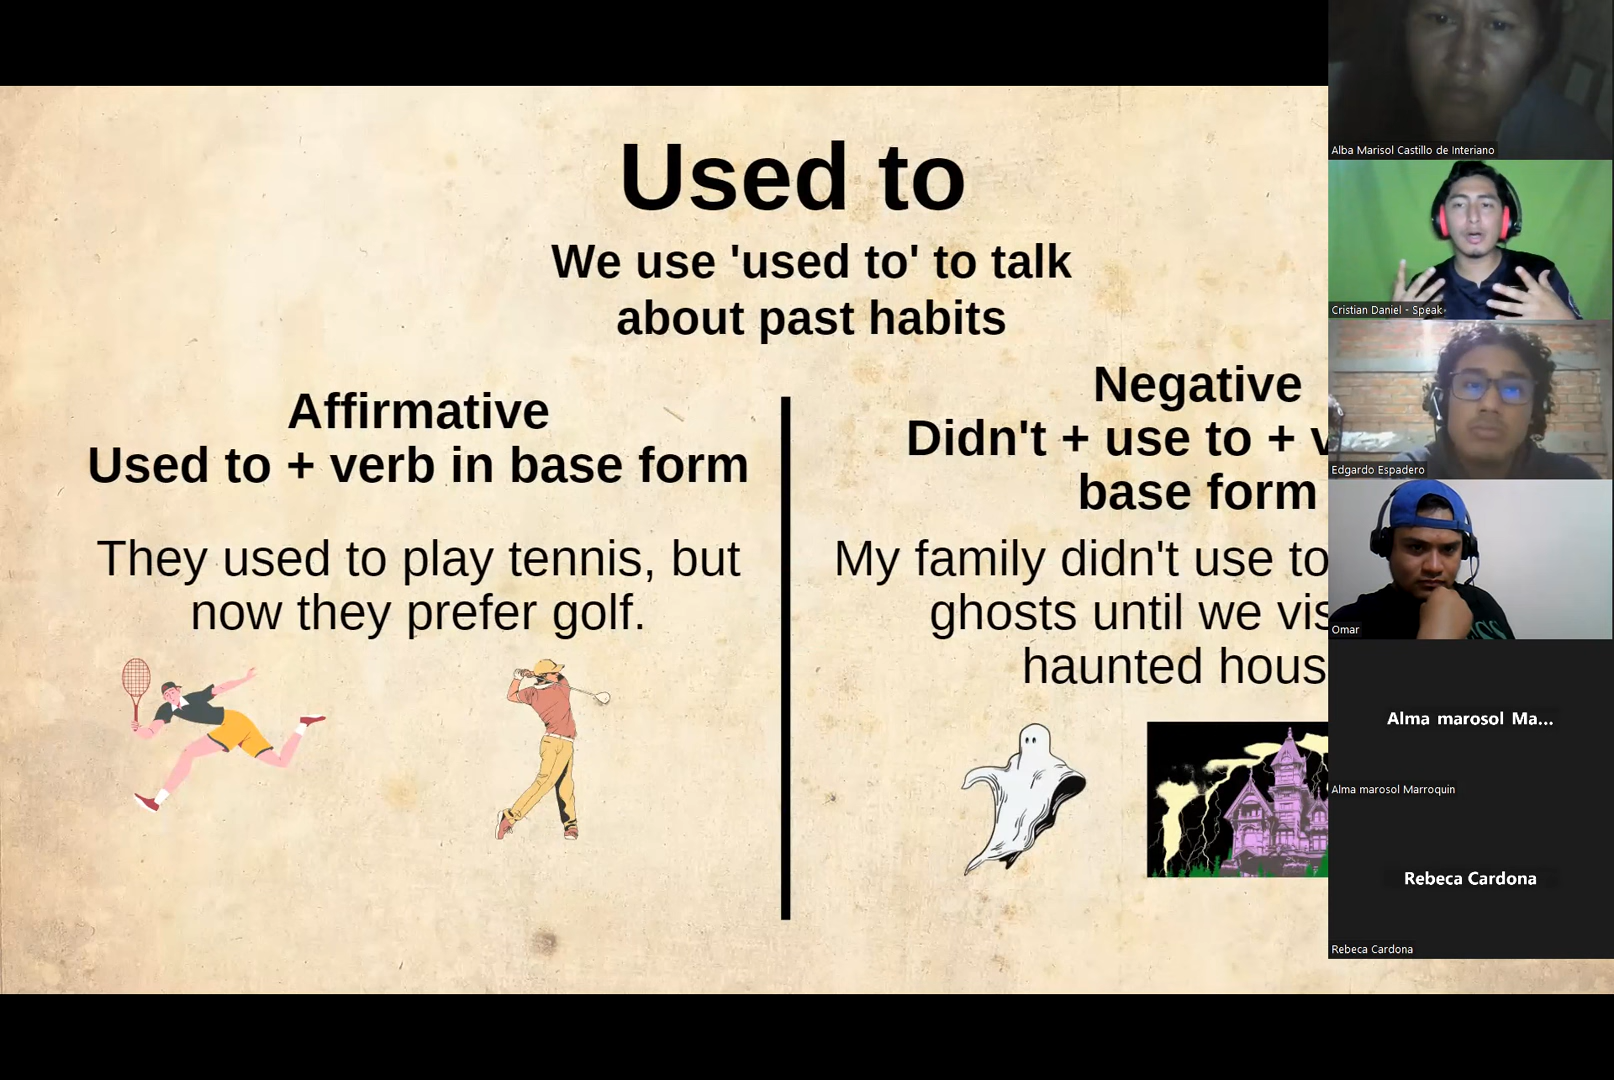 Used to
We use 'used to' to talk
about past habits
Affirmative
Used to + verb in base form
They used to play tennis, but
now they prefer golf.
Negative
Didn't + use to + v
base form
My family didn't use to
ghosts until we vis
haunted hous
Alba Marisol Castillo de Interiano
Cristian Daniel - Speak
Edgardo Espadero
Omar
Alma marosol Ma...
Alma marosol Marroquin
Rebeca Cardona
Rebeca Cardona